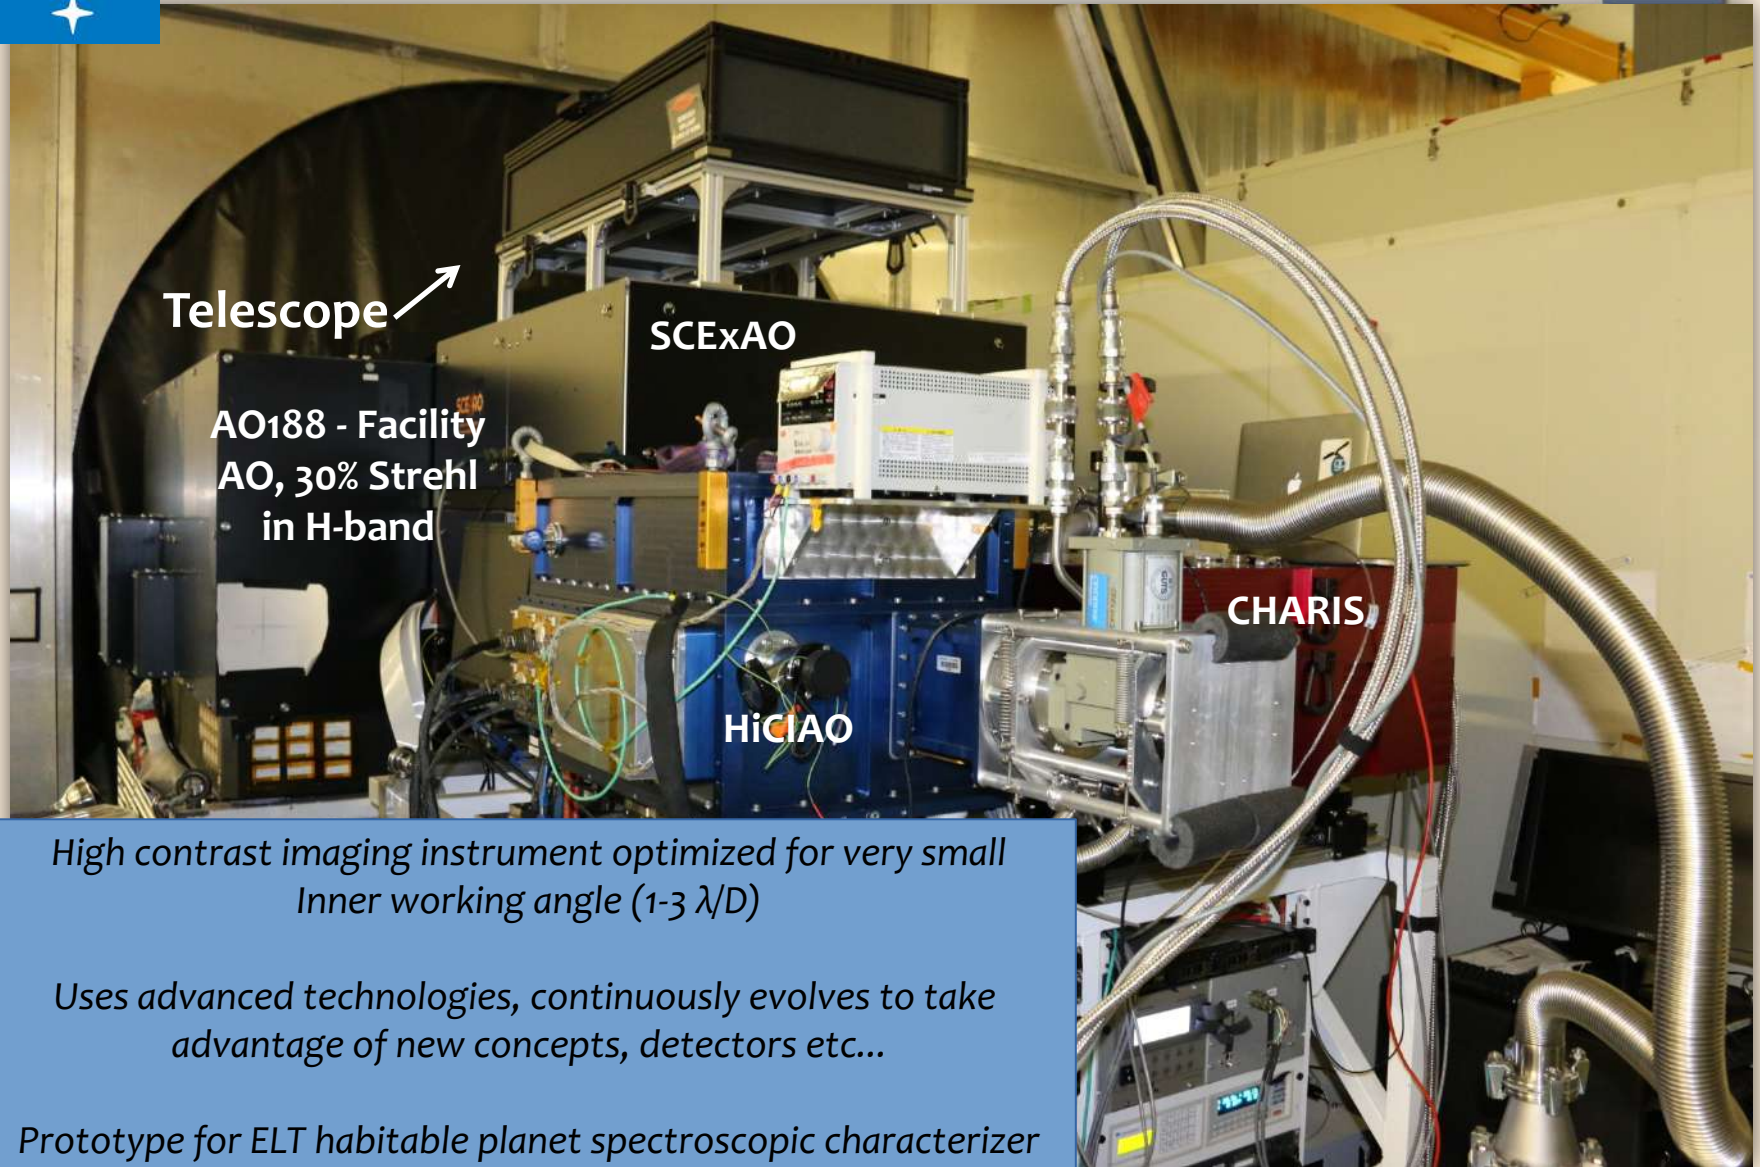 Telescope
SCExAO
AO188 - Facility
AO, 30% Strehl
in H-band
CHARIS
HiCIAO
High contrast imaging instrument optimized for very small
Inner working angle (1-3 λ/D)
Uses advanced technologies, continuously evolves to take
advantage of new concepts, detectors etc...
Prototype for ELT habitable planet spectroscopic characterizer